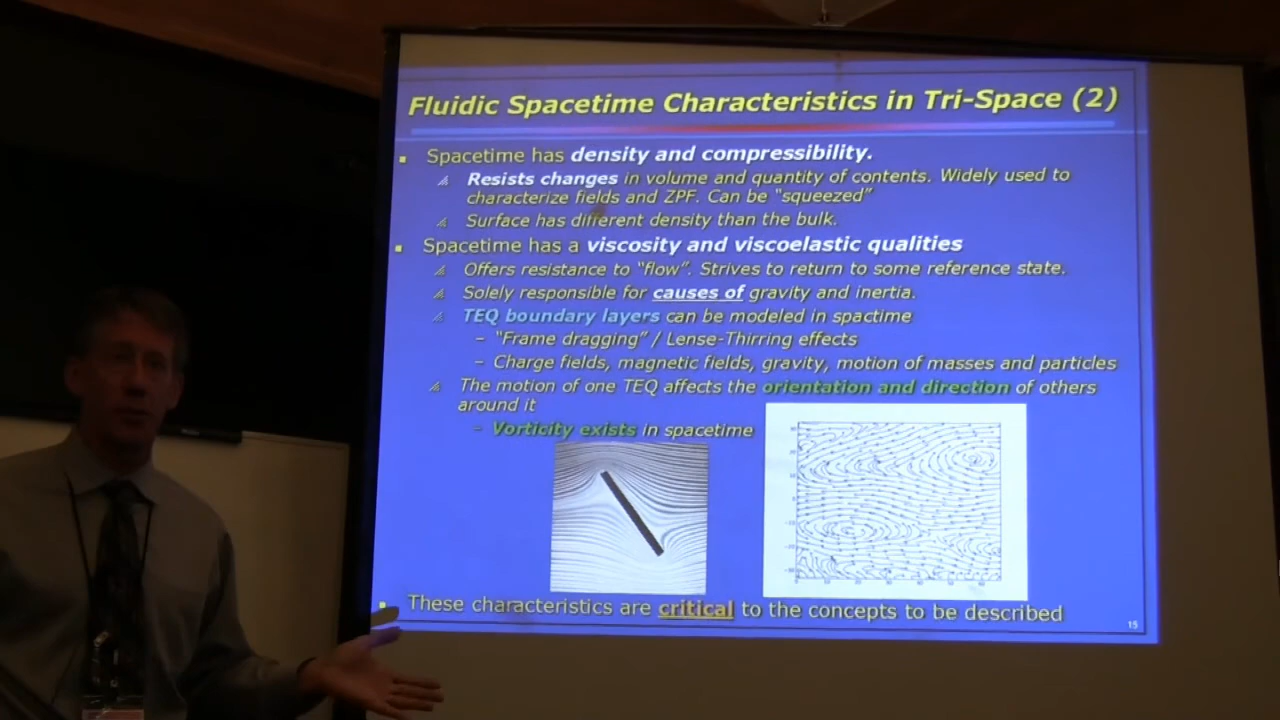 Fluidic Spacetime Characteristics in Tri-Space (2)
Spacetime has density and compressibility.
Resists changes in volume and quantity of contents. Widely used to
characterize fields and ZPF. Can be "squeezed"
Surface has different density than the bulk.
Spacetime has a viscosity and viscoelastic qualities
Offers resistance to "flow". Strives to return to some reference state.
Solely responsible for causes of gravity and inertia.
TEQ boundary layers can be modeled in spactime
– "Frame dragging" / Lense-Thirring effects
– Charge fields, magnetic fields, gravity, motion of masses and particles
The motion of one TEQ affects the orientation and direction of others
around it
– Vorticity exists in spacetime
These characteristics are critical to the concepts to be described
15